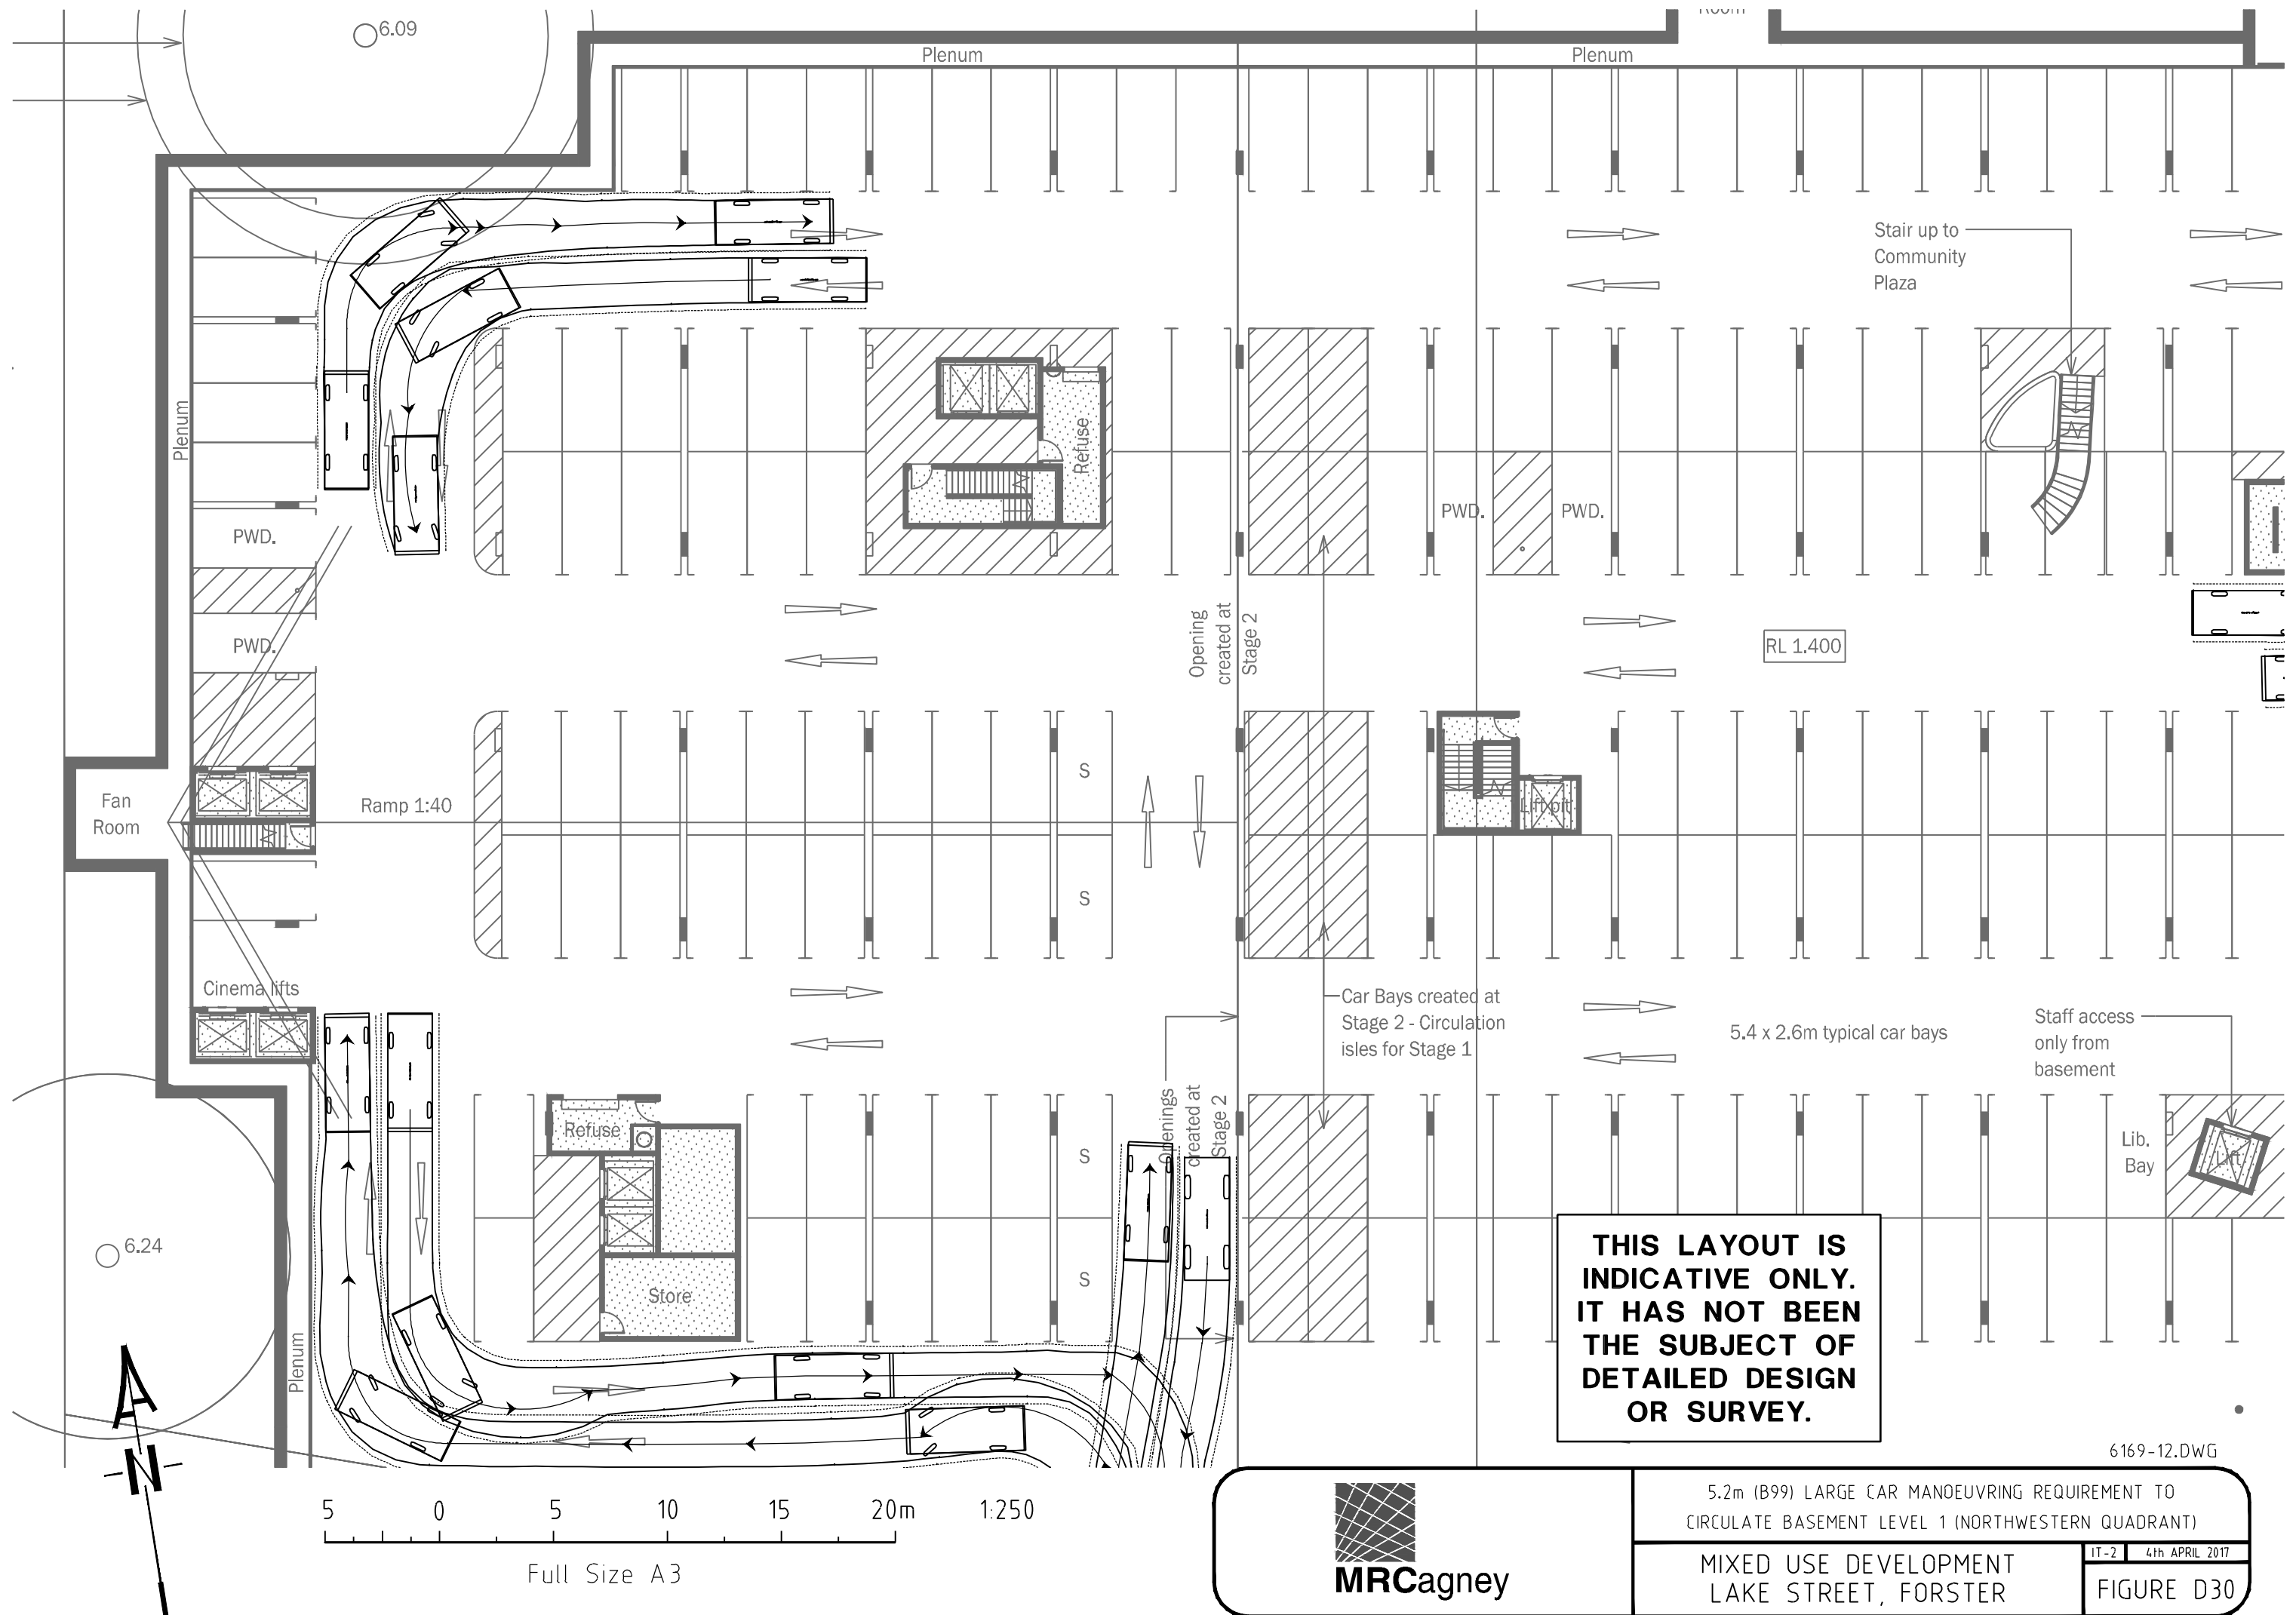 6.09
Plenum
Plenum
Stair up to
Community
Plaza
Plenum
Refuse
PWD.
PWD.
PWD.
PWD.
Opening
created at
Stage 2
RL 1.400
Fan
Room
Ramp 1:40
S
Lift pit
S
Cinema lifts
Car Bays created at
Stage 2 - Circulation
isles for Stage 1
5.4 x 2.6m typical car bays
Staff access
only from
basement
Openings
created at
Stage 2
Refuse
S
Lib.
Bay
Lift
6.24
S
Store
Plenum
THIS LAYOUT IS
INDICATIVE ONLY.
IT HAS NOT BEEN
THE SUBJECT OF
DETAILED DESIGN
OR SURVEY.
N
6169-12.DWG
5 0 5 10 15 20m 1:250
Full Size A3
MRCagney
5.2m (B99) LARGE CAR MANOEUVRING REQUIREMENT TO
CIRCULATE BASEMENT LEVEL 1 (NORTHWESTERN QUADRANT)
MIXED USE DEVELOPMENT
LAKE STREET, FORSTER
IT-2 4th APRIL 2017
FIGURE D30